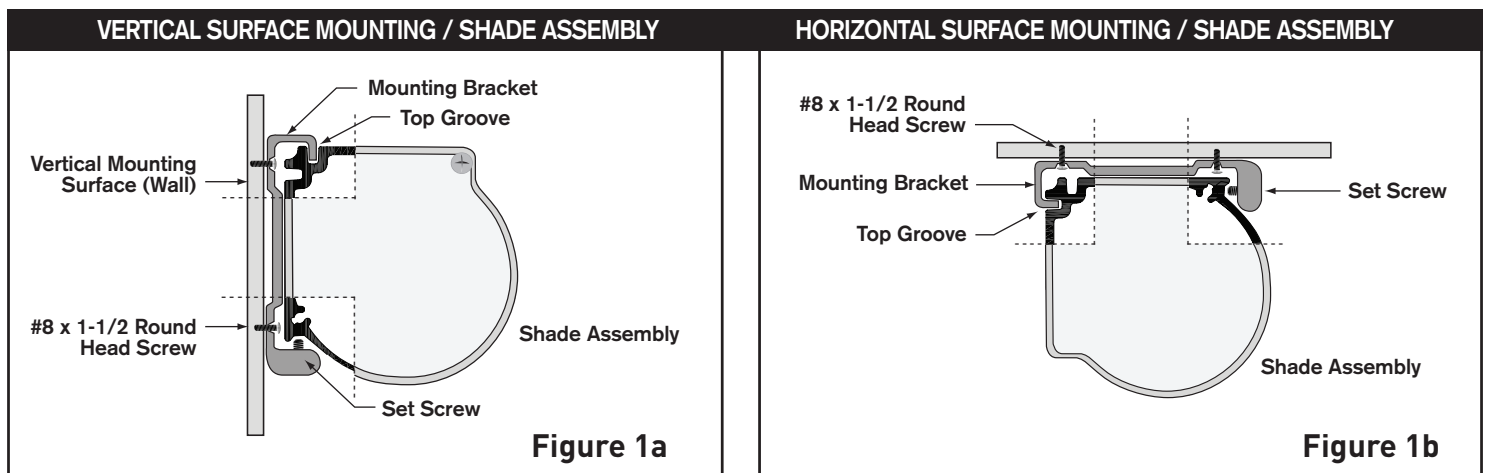 VERTICAL SURFACE MOUNTING / SHADE ASSEMBLY
Mounting Bracket
Top Groove
Vertical Mounting
Surface (Wall)
#8 x 1-1/2 Round
Head Screw
Shade Assembly
Set Screw
Figure 1a
HORIZONTAL SURFACE MOUNTING / SHADE ASSEMBLY
#8 x 1-1/2 Round
Head Screw
Mounting Bracket
Set Screw
Top Groove
Shade Assembly
Figure 1b